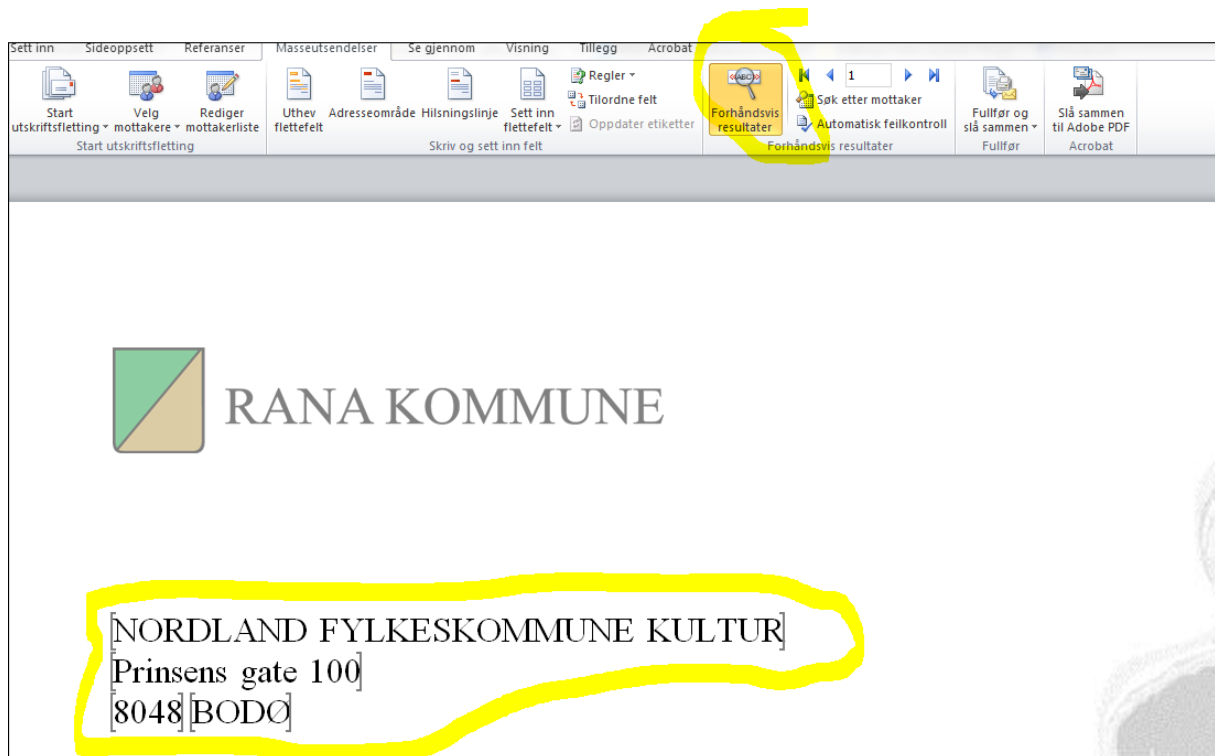 Sett inn Sideoppsett Referanser Masseutsendelser Se gjennom Visning Tillegg Acrobat
Start utskriftsfletting
Velg mottakere
Rediger mottakerliste
Uthev flettefelt
Adresseområde
Hilsningslinje
Sett inn flettefelt
Regler
Tilordne felt
Oppdater etiketter
«ABC»
Forhåndsvis resultater
1
Søk etter mottaker
Automatisk feilkontroll
Fullfør og slå sammen
Slå sammen til Adobe PDF
Start utskriftsfletting Skriv og sett inn felt Forhåndsvis resultater Fullfør Acrobat
RANA KOMMUNE
NORDLAND FYLKESKOMMUNE KULTUR
Prinsens gate 100
8048 BODØ